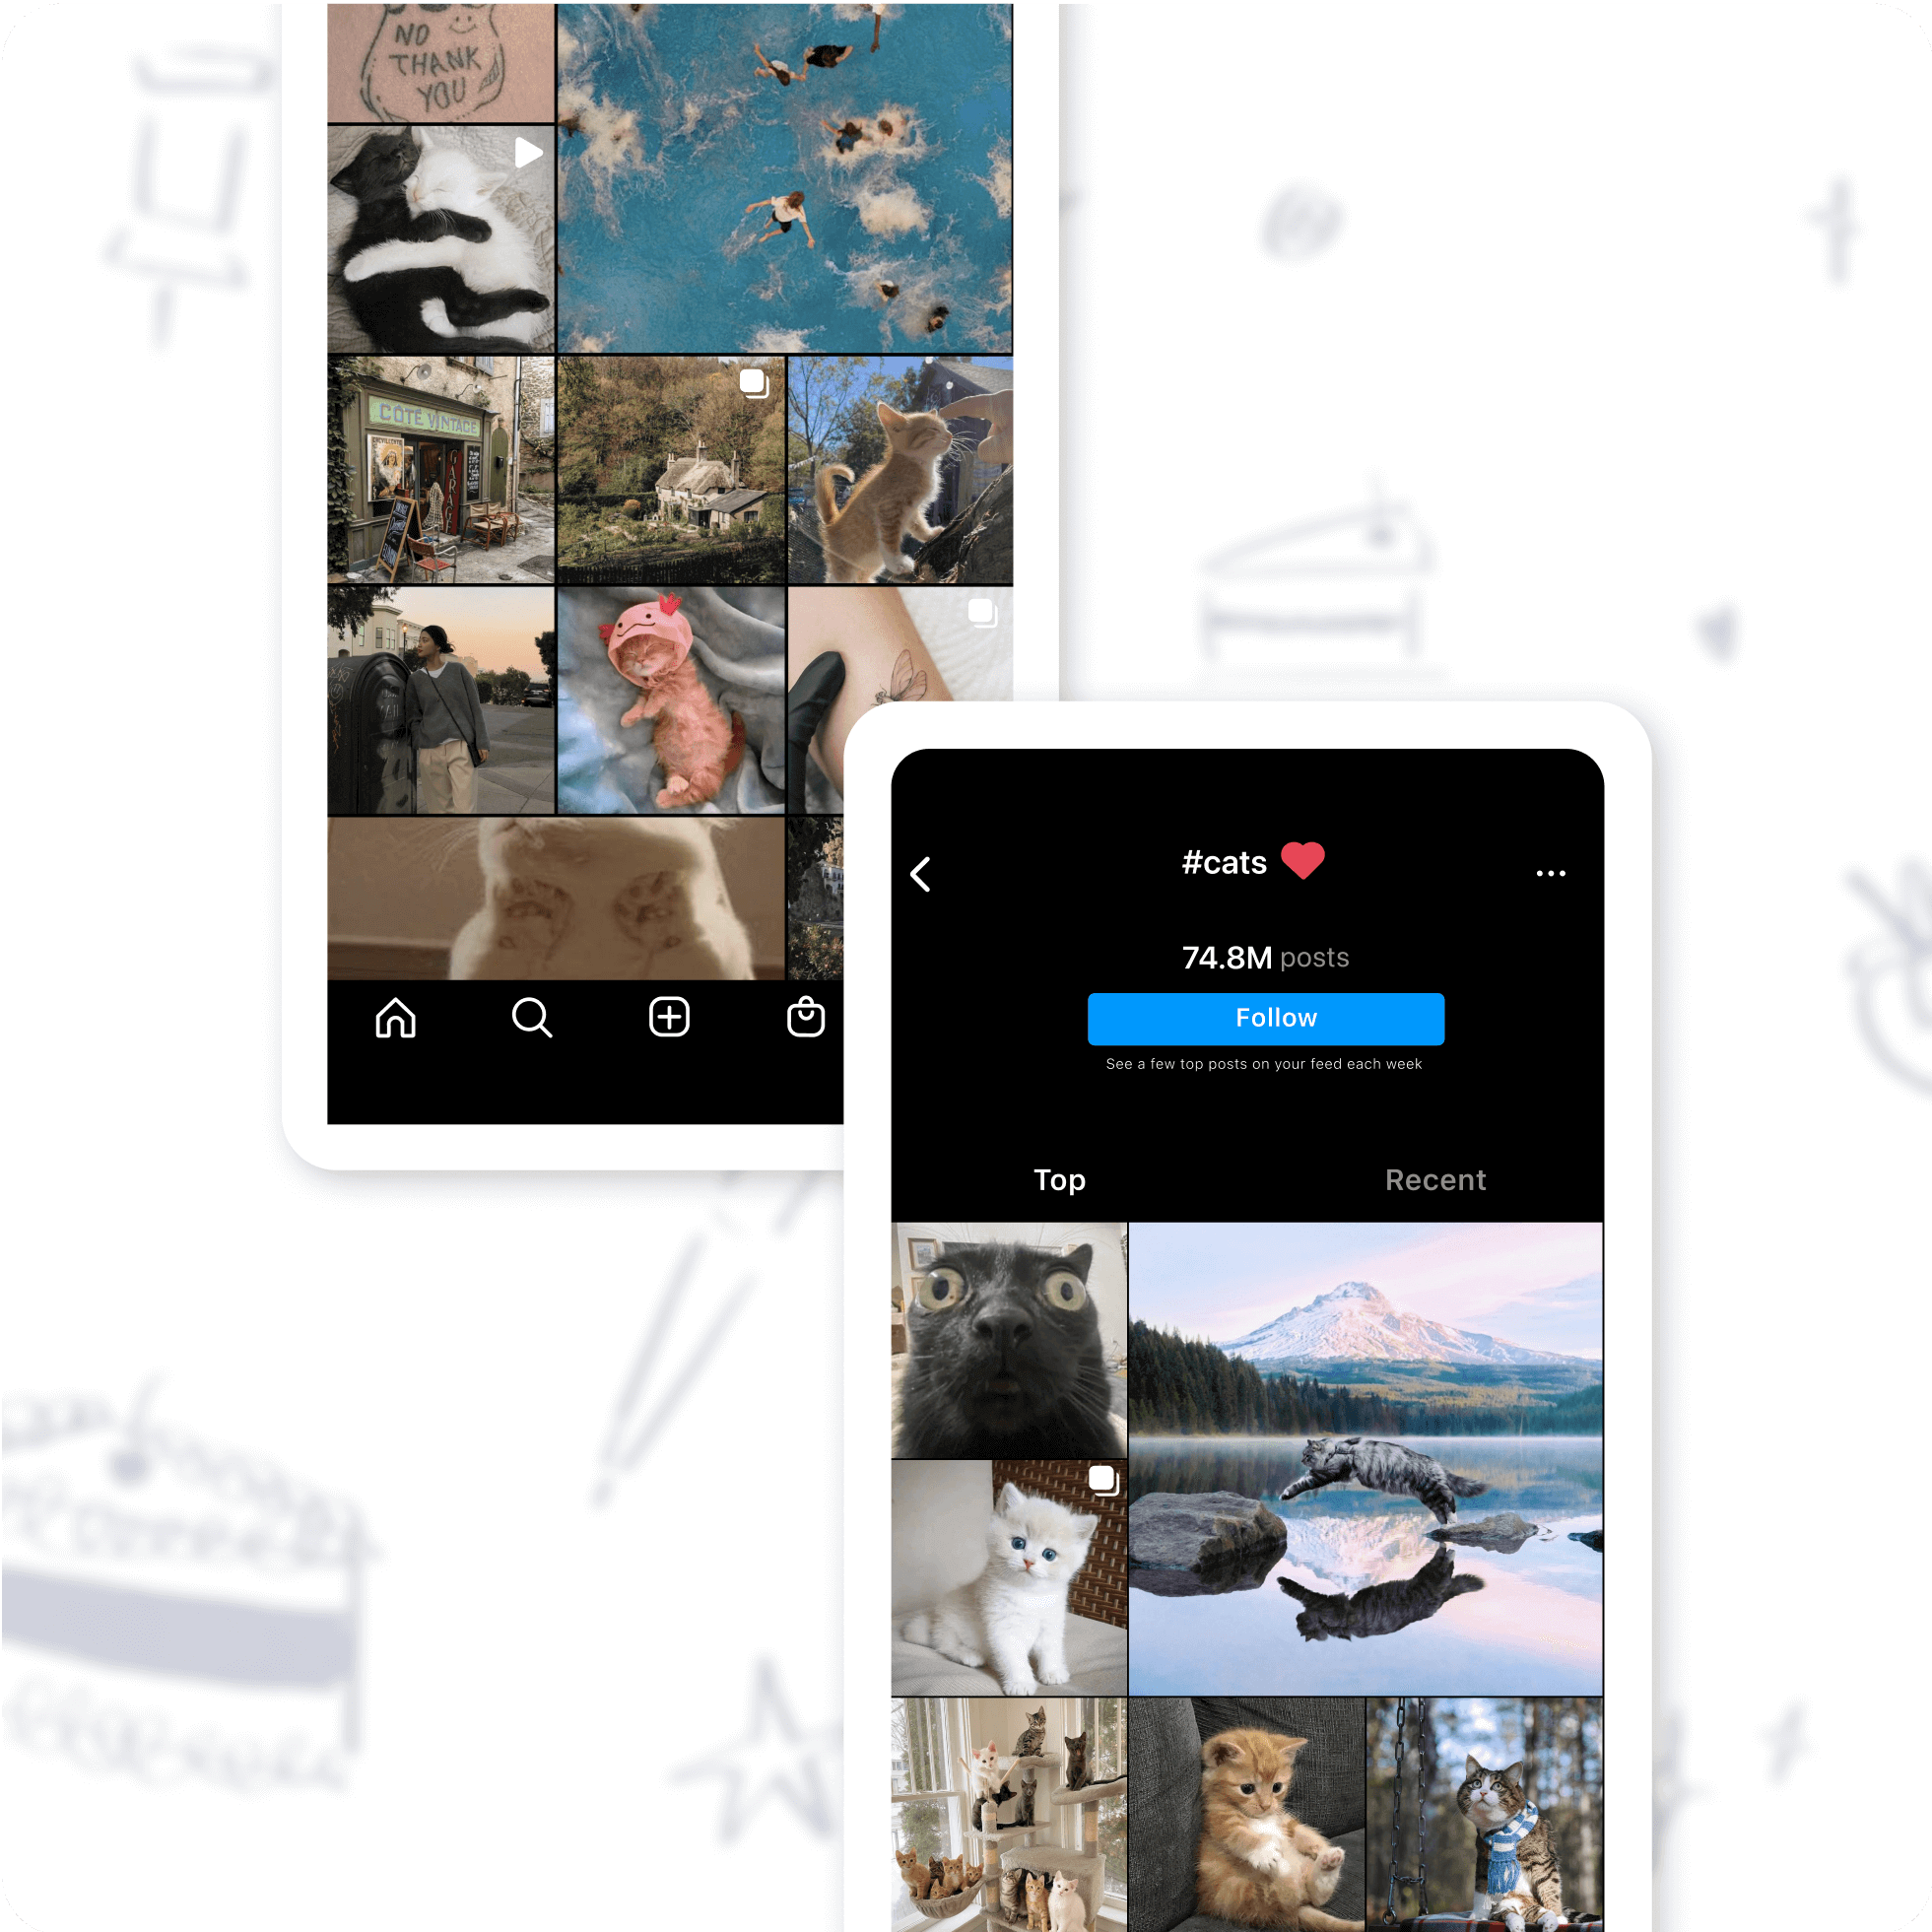 NO
THANK
YOU
CÔTÉ VINTAGE
#cats
74.8M posts
Follow
See a few top posts on your feed each week
Top
Recent